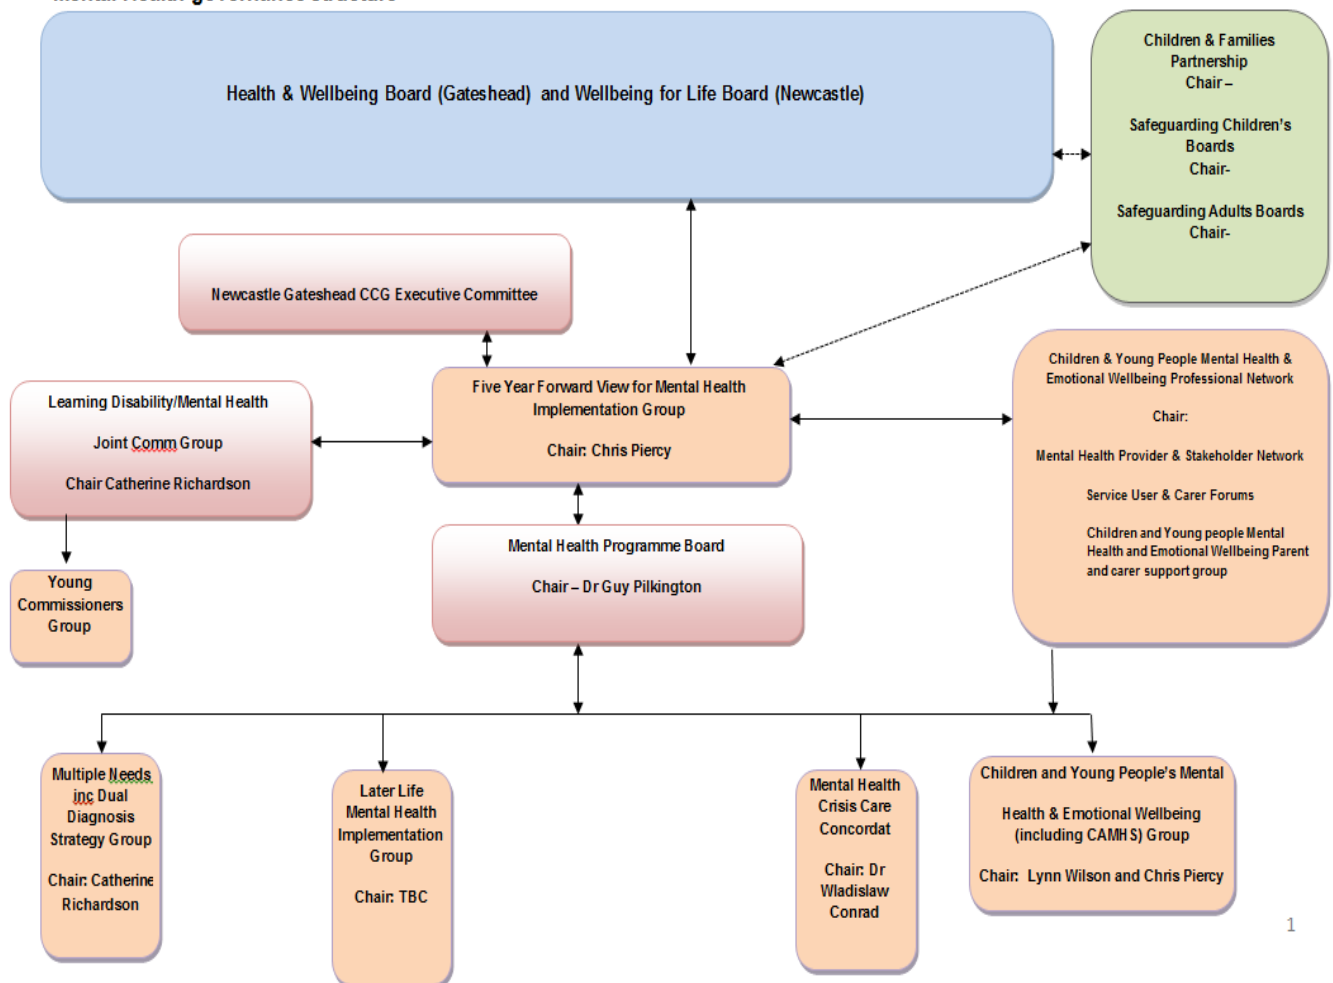 Mental Health governance structure
Health & Wellbeing Board (Gateshead) and Wellbeing for Life Board (Newcastle)
Children & Families
Partnership
Chair –
Safeguarding Children's
Boards
Chair-
Safeguarding Adults Boards
Chair-
Newcastle Gateshead CCG Executive Committee
Five Year Forward View for Mental Health
Implementation Group
Chair: Chris Piercy
Learning Disability/Mental Health
Joint Comm Group
Chair Catherine Richardson
Children & Young People Mental Health &
Emotional Wellbeing Professional Network
Chair:
Mental Health Provider & Stakeholder Network
Service User & Carer Forums
Children and Young people Mental
Health and Emotional Wellbeing Parent
and carer support group
Mental Health Programme Board
Chair – Dr Guy Pilkington
Young
Commissioners
Group
Multiple Needs
inc Dual
Diagnosis
Strategy Group
Chair: Catherine
Richardson
Later Life
Mental Health
Implementation
Group
Chair: TBC
Mental Health
Crisis Care
Concordat
Chair: Dr
Wladislaw
Conrad
Children and Young People's Mental
Health & Emotional Wellbeing
(including CAMHS) Group
Chair: Lynn Wilson and Chris Piercy
1